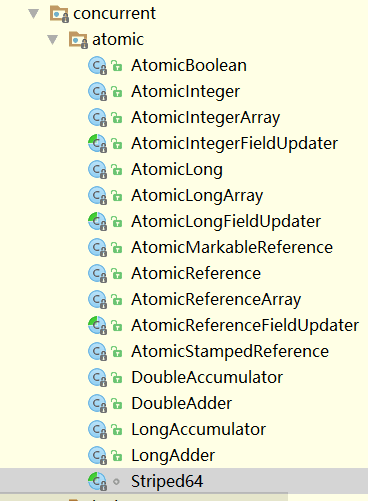 concurrent
atomic
AtomicBoolean
AtomicInteger
AtomicIntegerArray
AtomicIntegerFieldUpdater
AtomicLong
AtomicLongArray
AtomicLongFieldUpdater
AtomicMarkableReference
AtomicReference
AtomicReferenceArray
AtomicReferenceFieldUpdater
AtomicStampedReference
DoubleAccumulator
DoubleAdder
LongAccumulator
LongAdder
Striped64